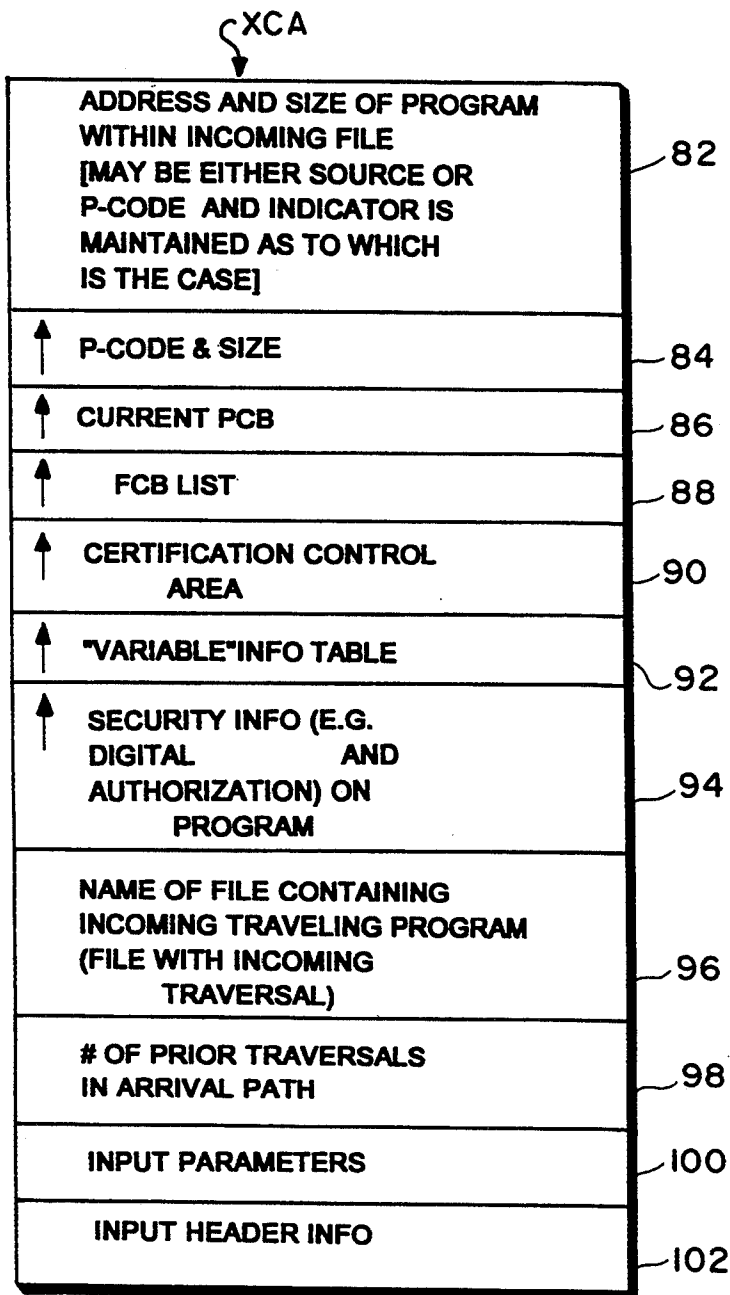 XCA
ADDRESS AND SIZE OF PROGRAM
WITHIN INCOMING FILE
[MAY BE EITHER SOURCE OR
P-CODE AND INDICATOR IS
MAINTAINED AS TO WHICH
IS THE CASE]
82
P-CODE & SIZE
84
CURRENT PCB
86
FCB LIST
88
CERTIFICATION CONTROL
AREA
90
"VARIABLE"INFO TABLE
92
SECURITY INFO (E.G.
DIGITAL AND
AUTHORIZATION) ON
PROGRAM
94
NAME OF FILE CONTAINING
INCOMING TRAVELING PROGRAM
(FILE WITH INCOMING
TRAVERSAL)
96
# OF PRIOR TRAVERSALS
IN ARRIVAL PATH
98
INPUT PARAMETERS
100
INPUT HEADER INFO
102